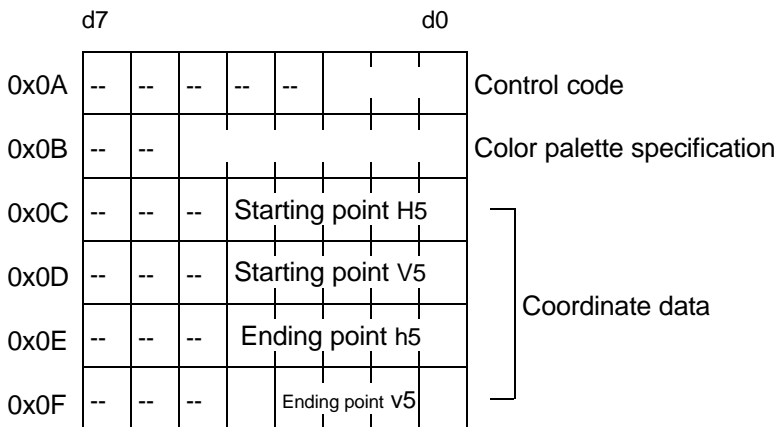 d7 d0
0x0A -- -- -- -- -- Control code
0x0B -- -- Color palette specification
0x0C -- -- -- Starting point H5
0x0D -- -- -- Starting point V5
Coordinate data
0x0E -- -- -- Ending point h5
0x0F -- -- -- Ending point v5